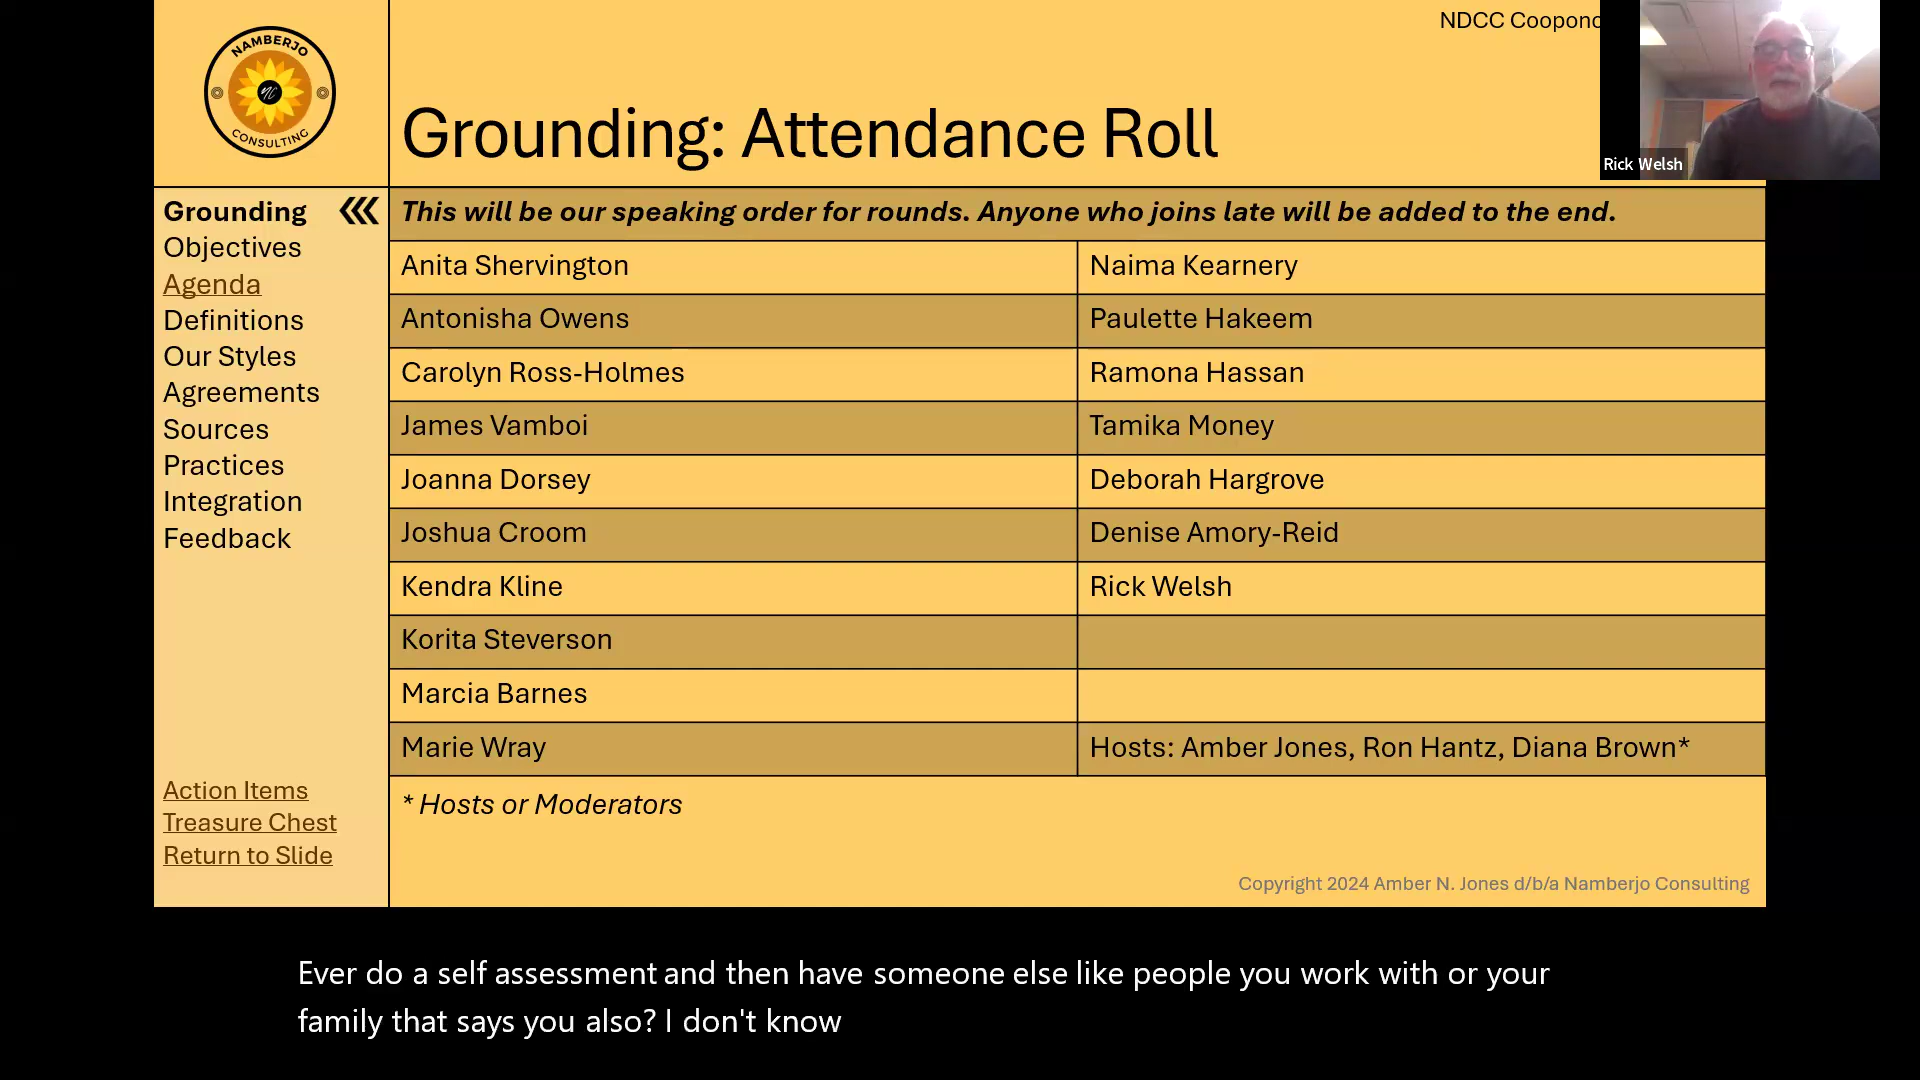 NDCC Coopono
NAMBERJO
CONSULTING
Grounding: Attendance Roll
Rick Welsh
Grounding
Objectives
Agenda
Definitions
Our Styles
Agreements
Sources
Practices
Integration
Feedback
Action Items
Treasure Chest
Return to Slide
This will be our speaking order for rounds. Anyone who joins late will be added to the end.
Anita Shervington
Naima Kearnery
Antonisha Owens
Paulette Hakeem
Carolyn Ross-Holmes
Ramona Hassan
James Vamboi
Tamika Money
Joanna Dorsey
Deborah Hargrove
Joshua Croom
Denise Amory-Reid
Kendra Kline
Rick Welsh
Korita Steverson
Marcia Barnes
Marie Wray
Hosts: Amber Jones, Ron Hantz, Diana Brown*
* Hosts or Moderators
Copyright 2024 Amber N. Jones d/b/a Namberjo Consulting
Ever do a self assessment and then have someone else like people you work with or your
family that says you also? I don't know